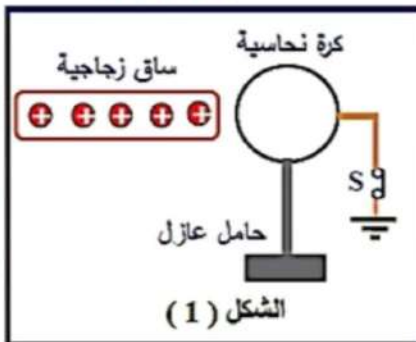 كرة نحاسية
ساق زجاجية
+ + + + +
S
حامل عازل
الشكل ( 1 )